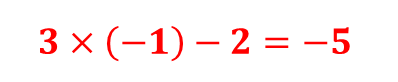 3 × (−1) − 2 = −5